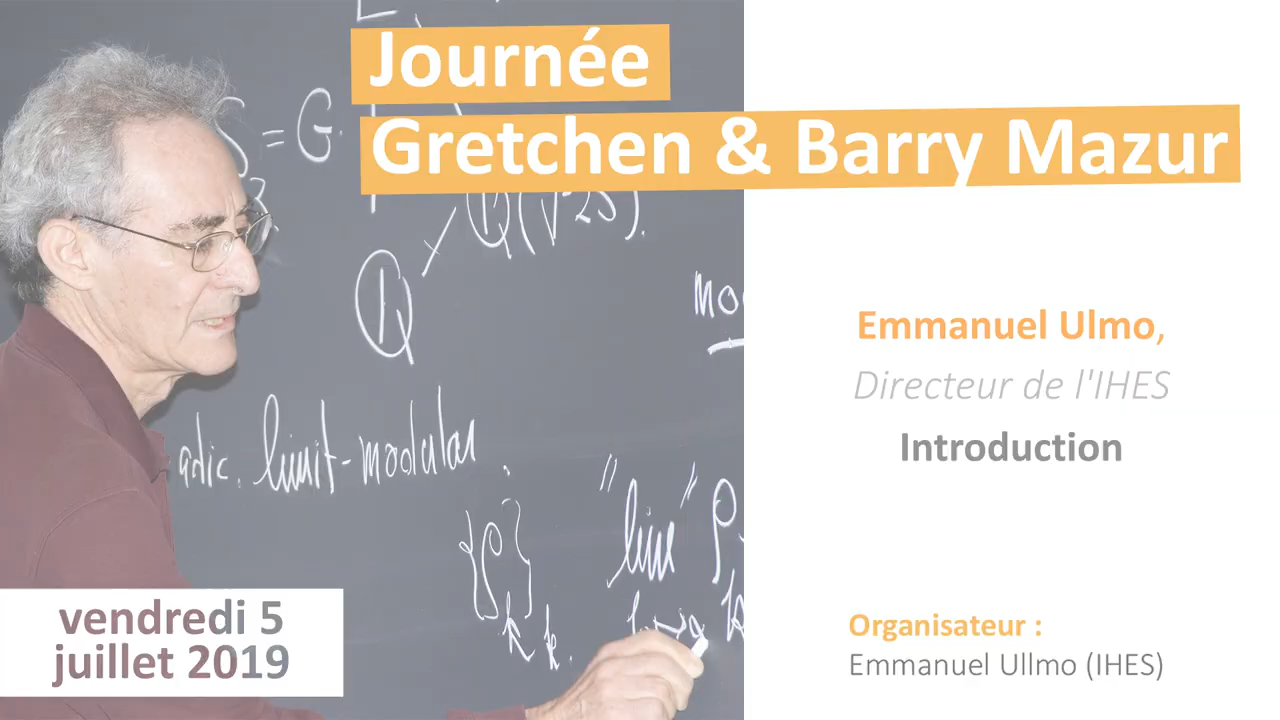 Journée
Gretchen & Barry Mazur
S = G.
Q(√-25).
Q
Emmanuel Ulmo,
Directeur de l'IHES
Introduction
adic. limit-modular
{ρ}
k k.
"lim" ρ
k
vendredi 5
juillet 2019
Organisateur :
Emmanuel Ullmo (IHES)